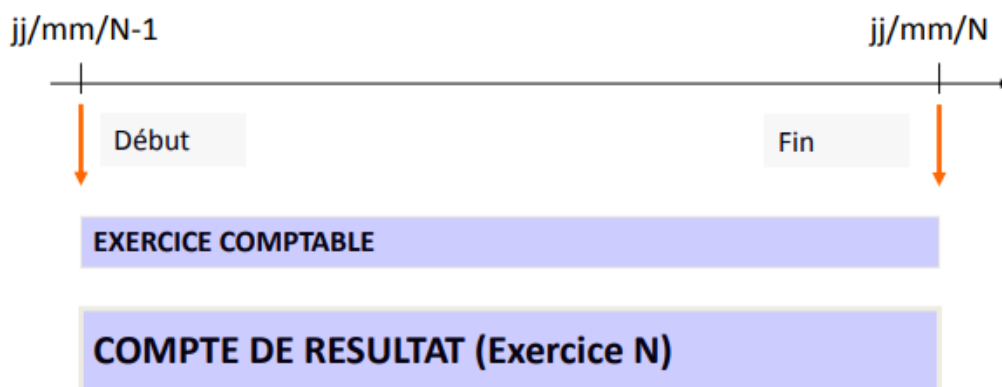 jj/mm/N-1
jj/mm/N
Début
Fin
EXERCICE COMPTABLE
COMPTE DE RESULTAT (Exercice N)